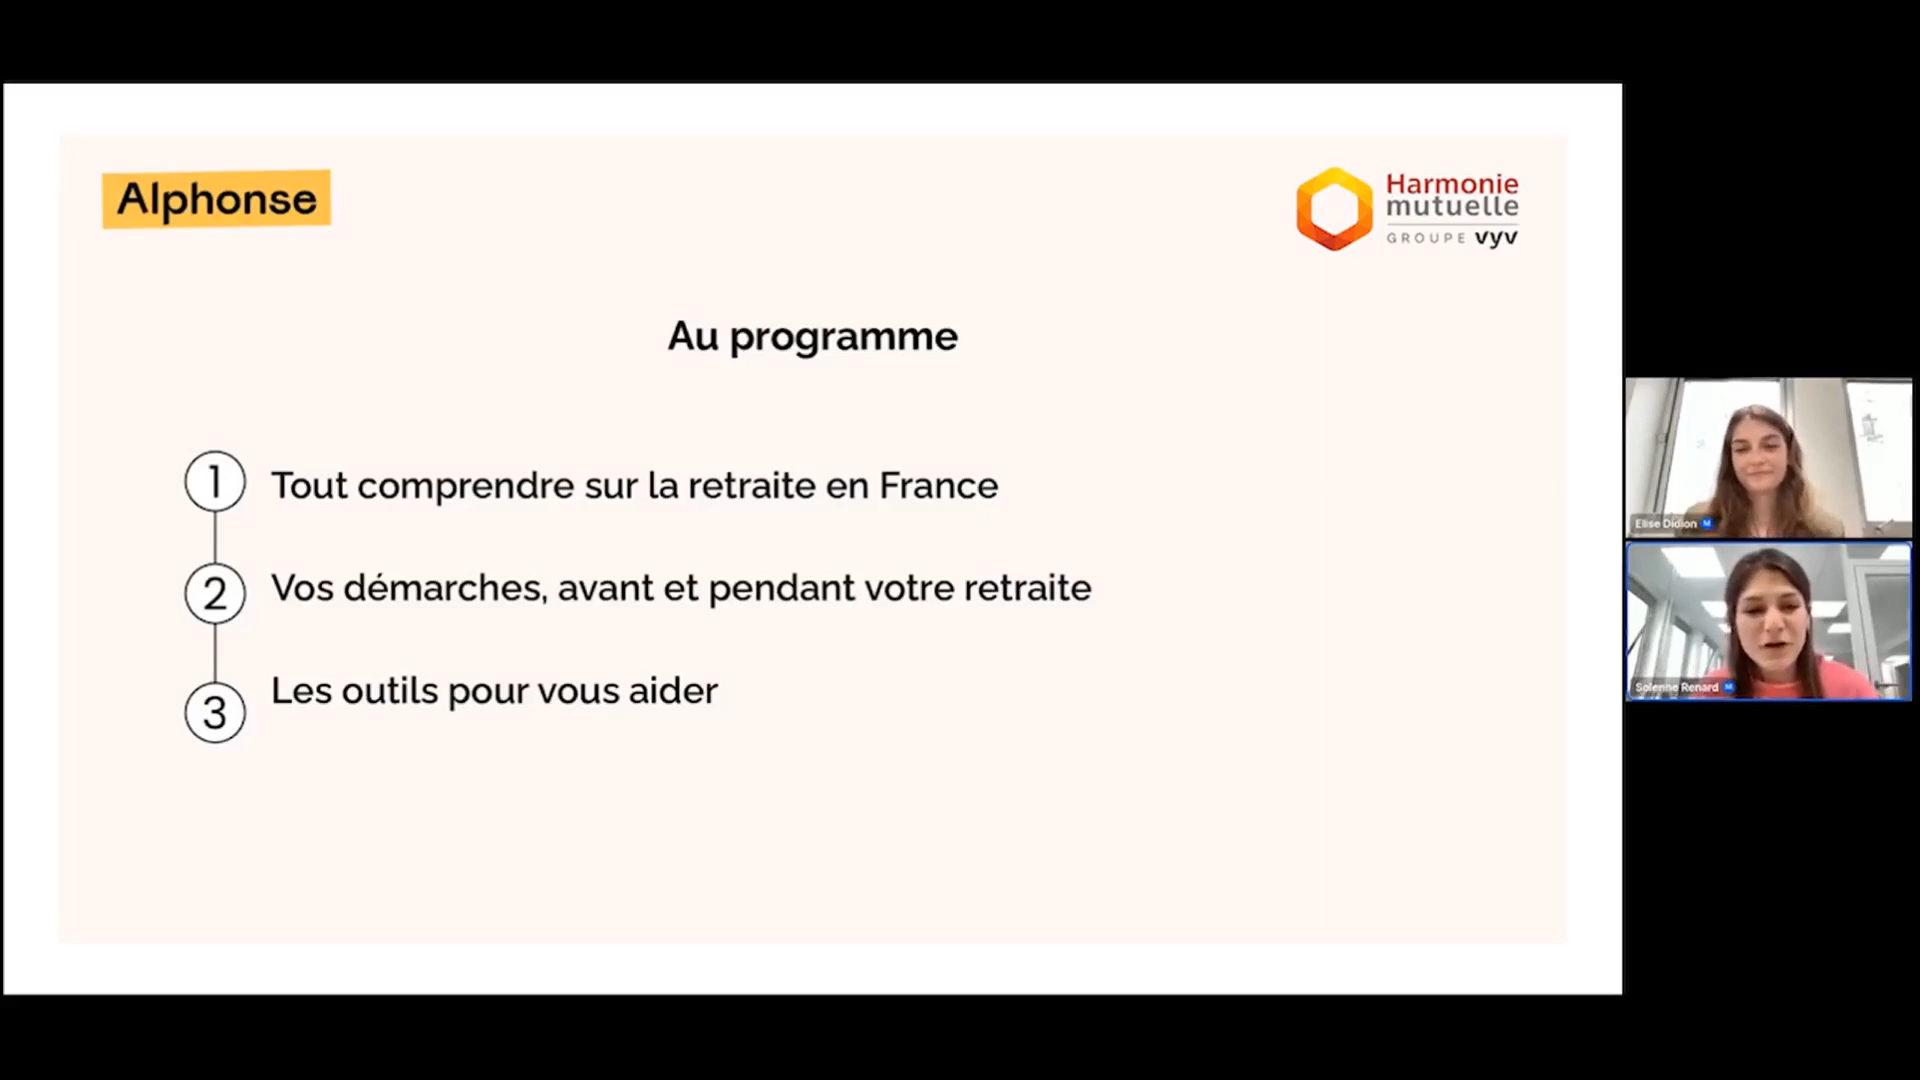 Alphonse
Harmonie
mutuelle
GROUPE vyv
Au programme
1 Tout comprendre sur la retraite en France
2 Vos démarches, avant et pendant votre retraite
3 Les outils pour vous aider
Elise Didion M
Solenne Renard M